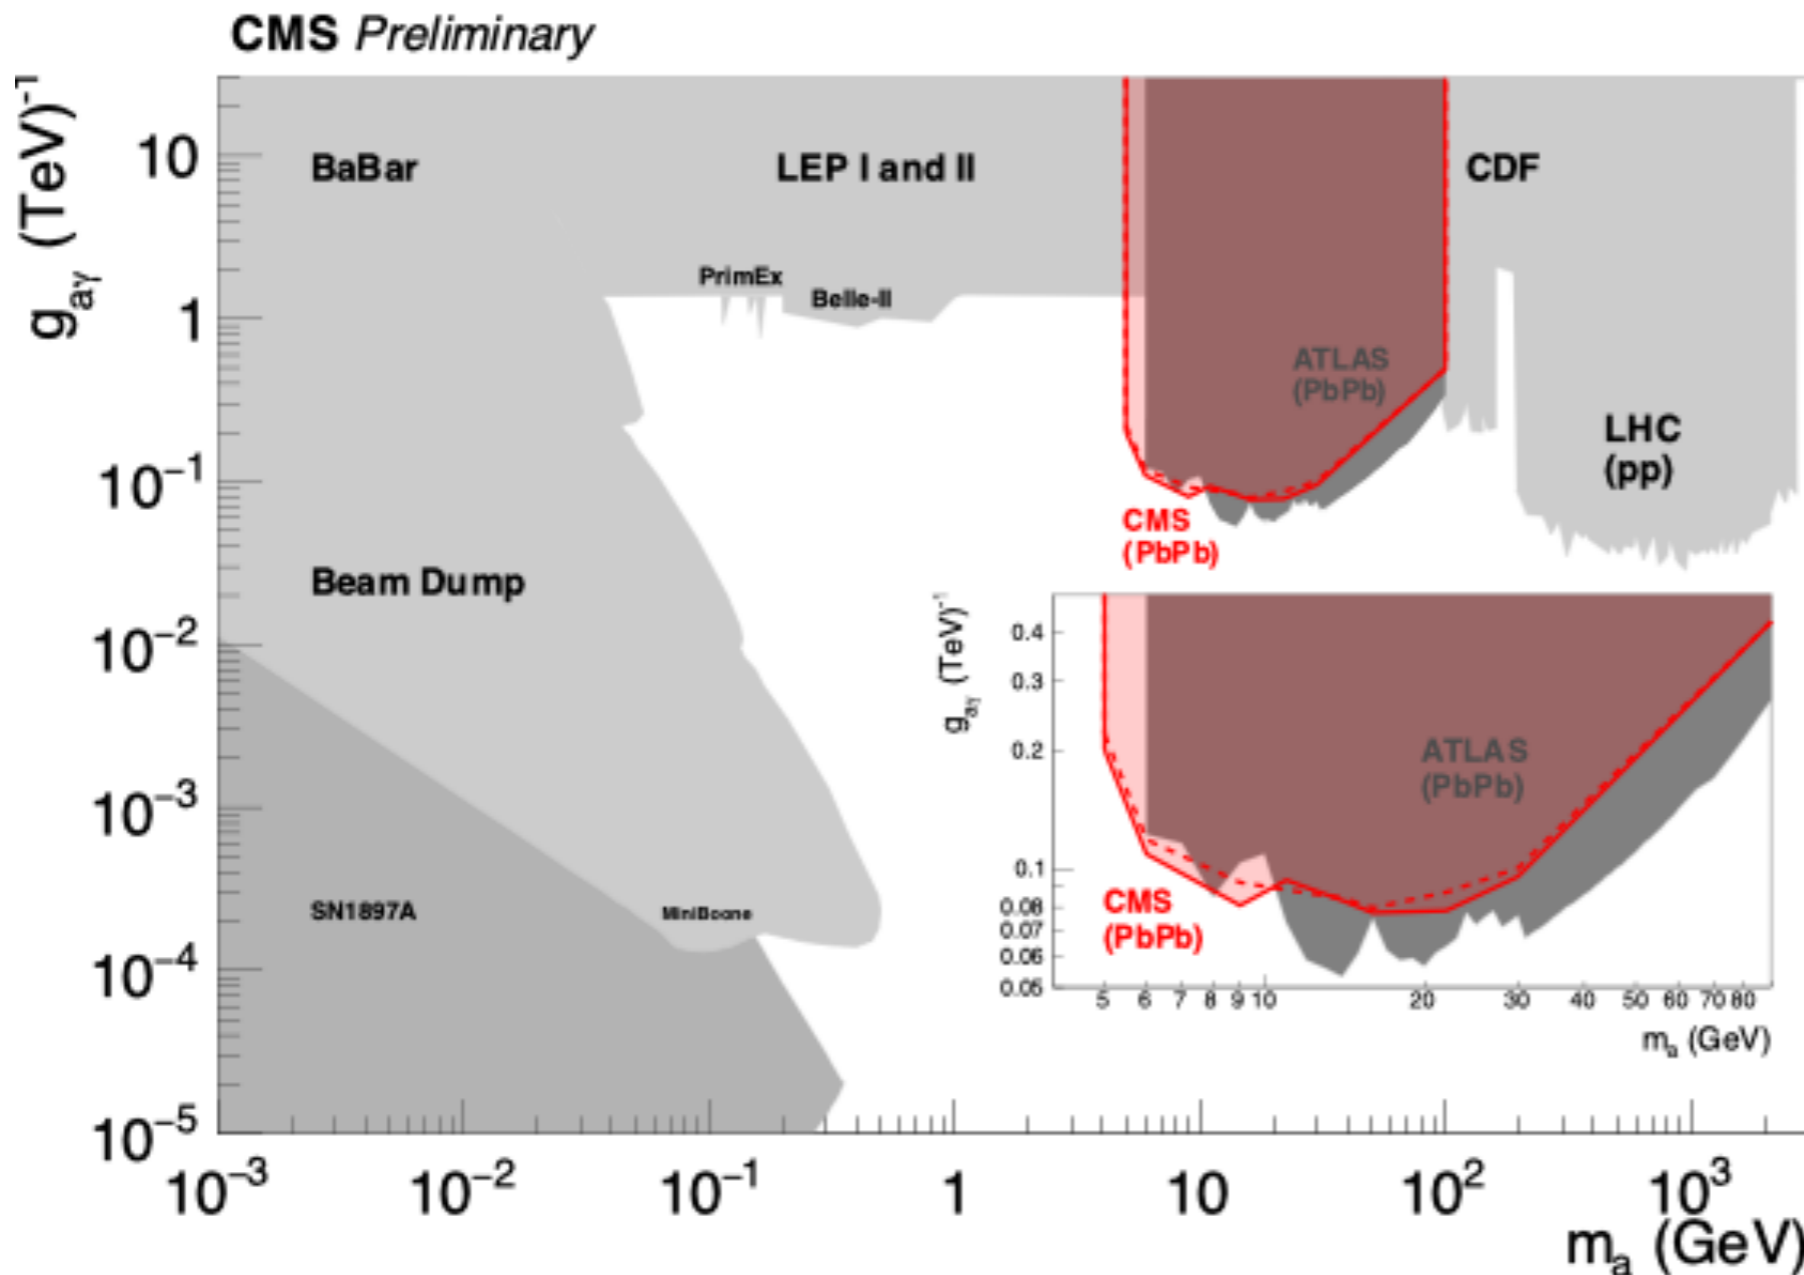 CMS Preliminary
g_aγ (TeV)⁻¹
10
1
10⁻¹
10⁻²
10⁻³
10⁻⁴
10⁻⁵
BaBar
LEP I and II
CDF
PrimEx
Belle-II
ATLAS
(PbPb)
LHC
(pp)
CMS
(PbPb)
Beam Dump
SN1897A
MiniBoone
g_aγ (TeV)⁻¹
0.4
0.3
0.2
0.1
0.08
0.07
0.06
0.05
ATLAS
(PbPb)
CMS
(PbPb)
5 6 7 8 9 10 20 30 40 50 60 70 80
m_a (GeV)
10⁻³ 10⁻² 10⁻¹ 1 10 10² 10³
m_a (GeV)